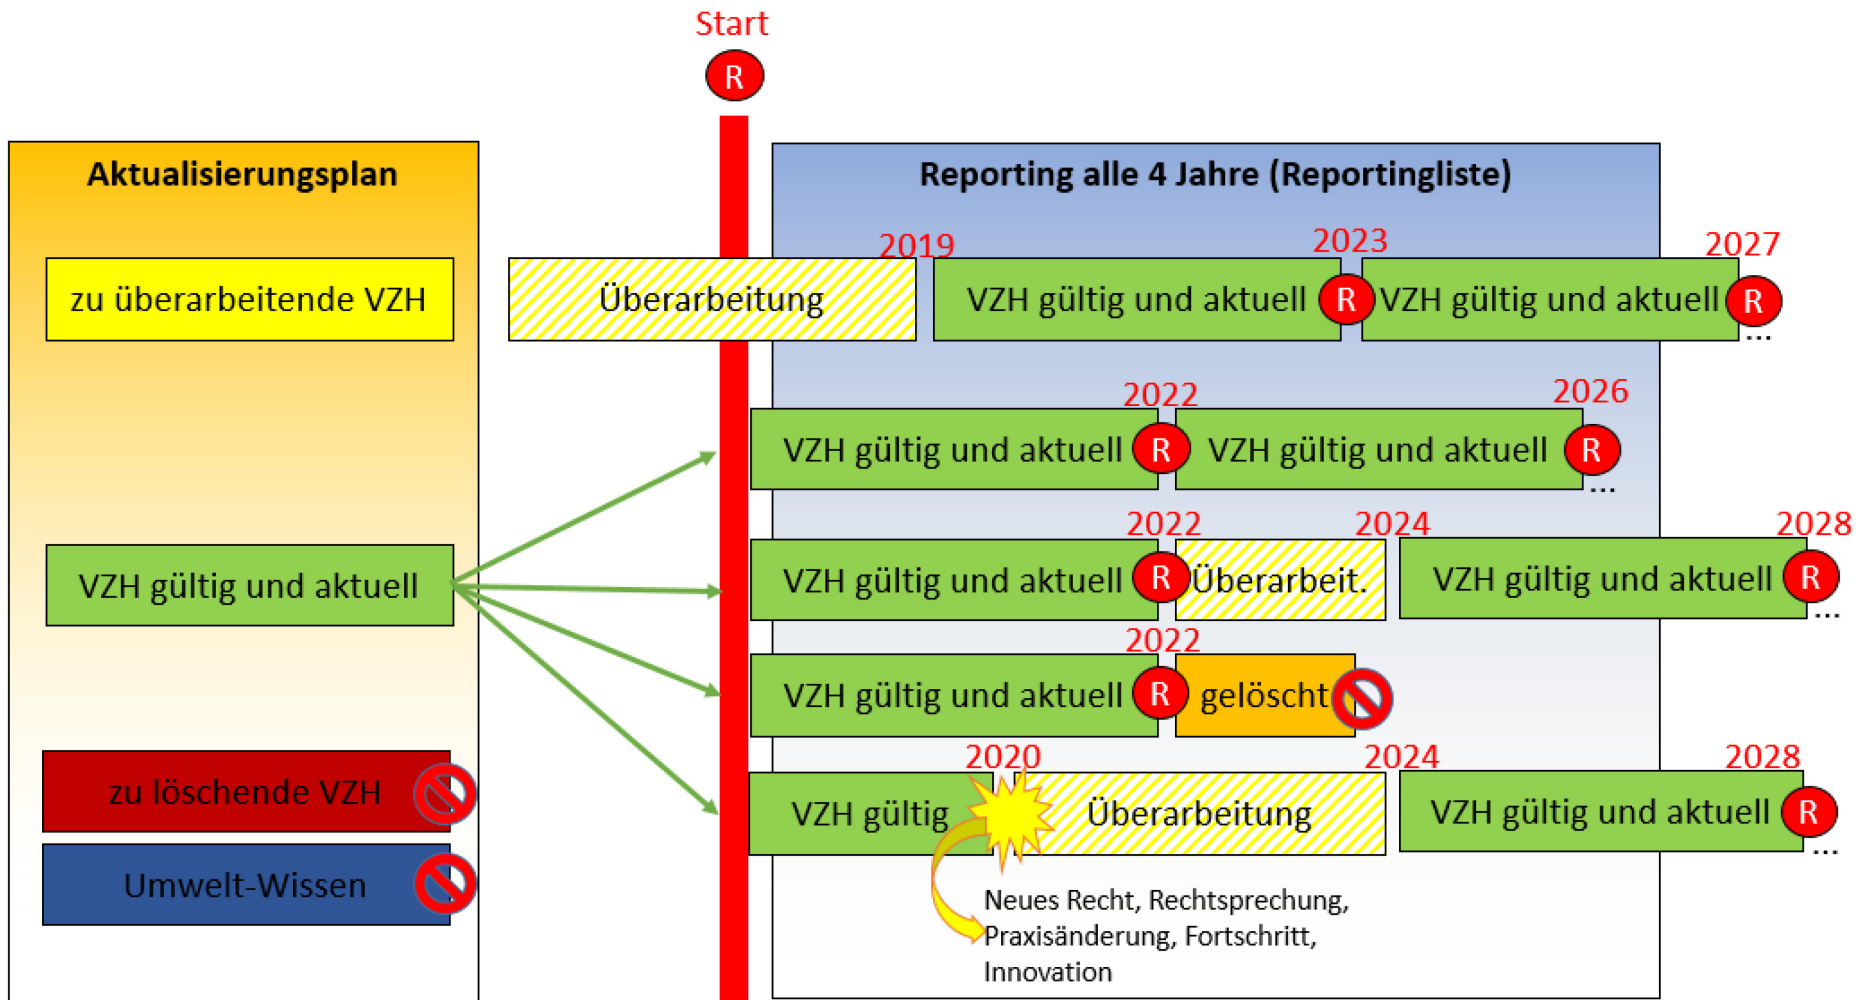 Start
R
Aktualisierungsplan
Reporting alle 4 Jahre (Reportingliste)
2019
2023
2027
zu überarbeitende VZH
Überarbeitung
VZH gültig und aktuell
R
VZH gültig und aktuell
R
...
2022
2026
VZH gültig und aktuell
R
VZH gültig und aktuell
R
...
2022
2024
2028
VZH gültig und aktuell
VZH gültig und aktuell
R
Überarbeit.
VZH gültig und aktuell
R
...
2022
VZH gültig und aktuell
R
gelöscht
2020
2024
2028
zu löschende VZH
VZH gültig
Überarbeitung
VZH gültig und aktuell
R
...
Umwelt-Wissen
Neues Recht, Rechtsprechung,
Praxisänderung, Fortschritt,
Innovation